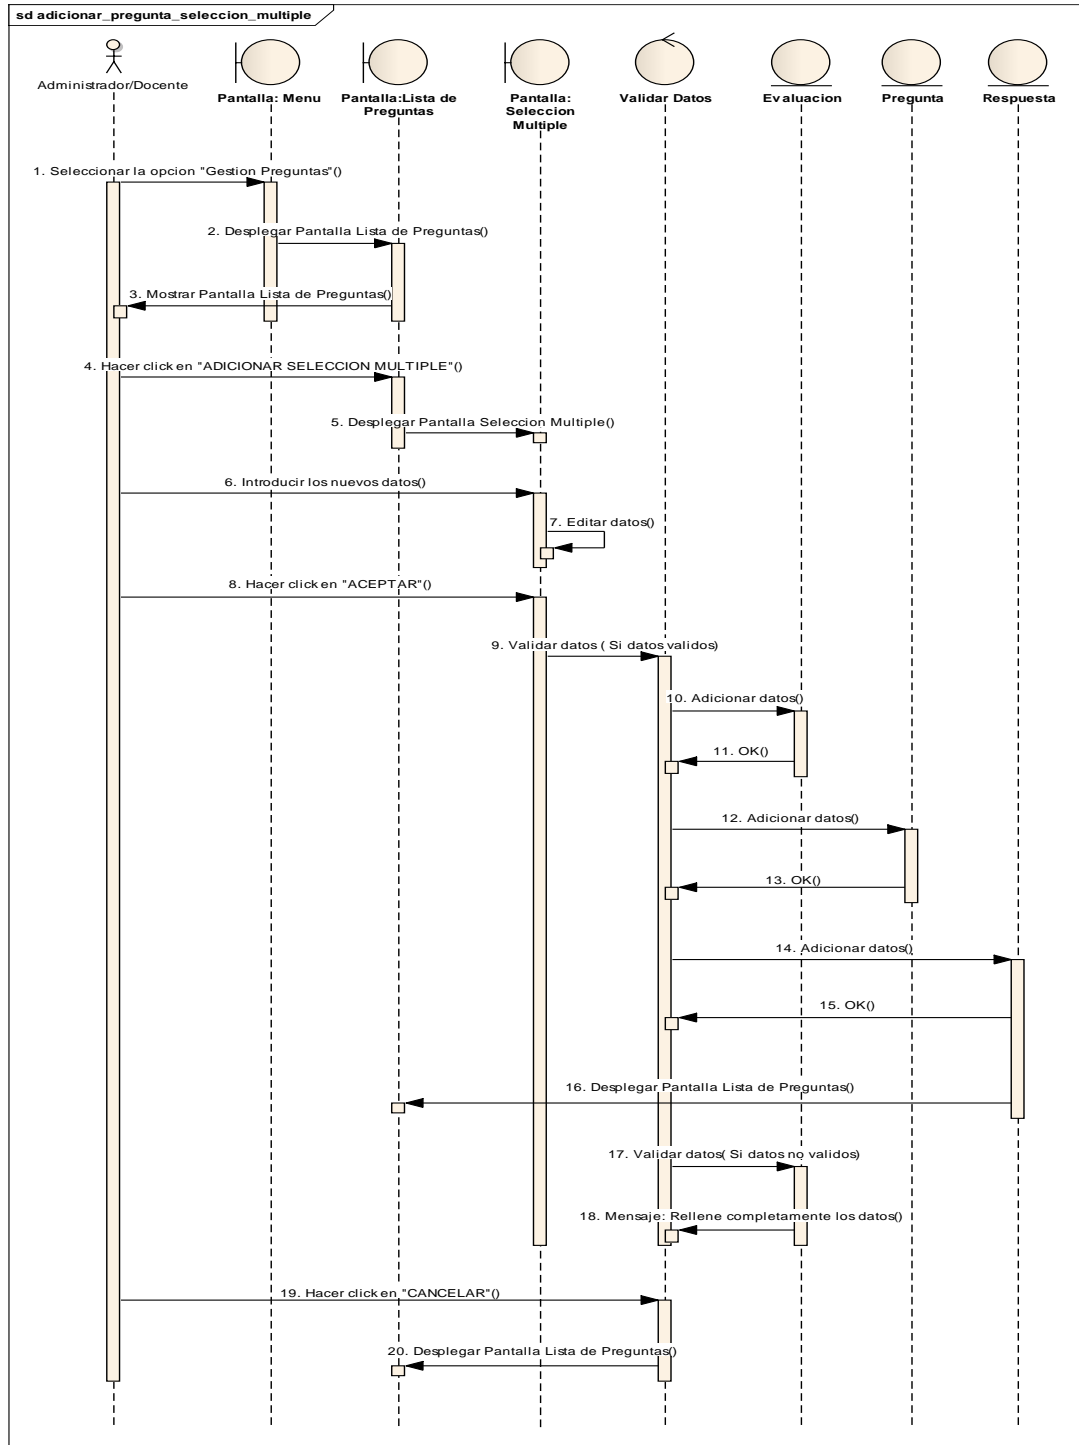 sd adicionar_pregunta_seleccion_multiple
Administrador/Docente
Pantalla: Menu
Pantalla:Lista de
Preguntas
Pantalla:
Seleccion
Multiple
Validar Datos
Evaluacion
Pregunta
Respuesta
1. Seleccionar la opcion "Gestion Preguntas"()
2. Desplegar Pantalla Lista de Preguntas()
3. Mostrar Pantalla Lista de Preguntas()
4. Hacer click en "ADICIONAR SELECCION MULTIPLE"()
5. Desplegar Pantalla Seleccion Multiple()
6. Introducir los nuevos datos()
7. Editar datos()
8. Hacer click en "ACEPTAR"()
9. Validar datos ( Si datos validos)
10. Adicionar datos()
11. OK()
12. Adicionar datos()
13. OK()
14. Adicionar datos()
15. OK()
16. Desplegar Pantalla Lista de Preguntas()
17. Validar datos( Si datos no validos)
18. Mensaje: Rellene completamente los datos()
19. Hacer click en "CANCELAR"()
20. Desplegar Pantalla Lista de Preguntas()